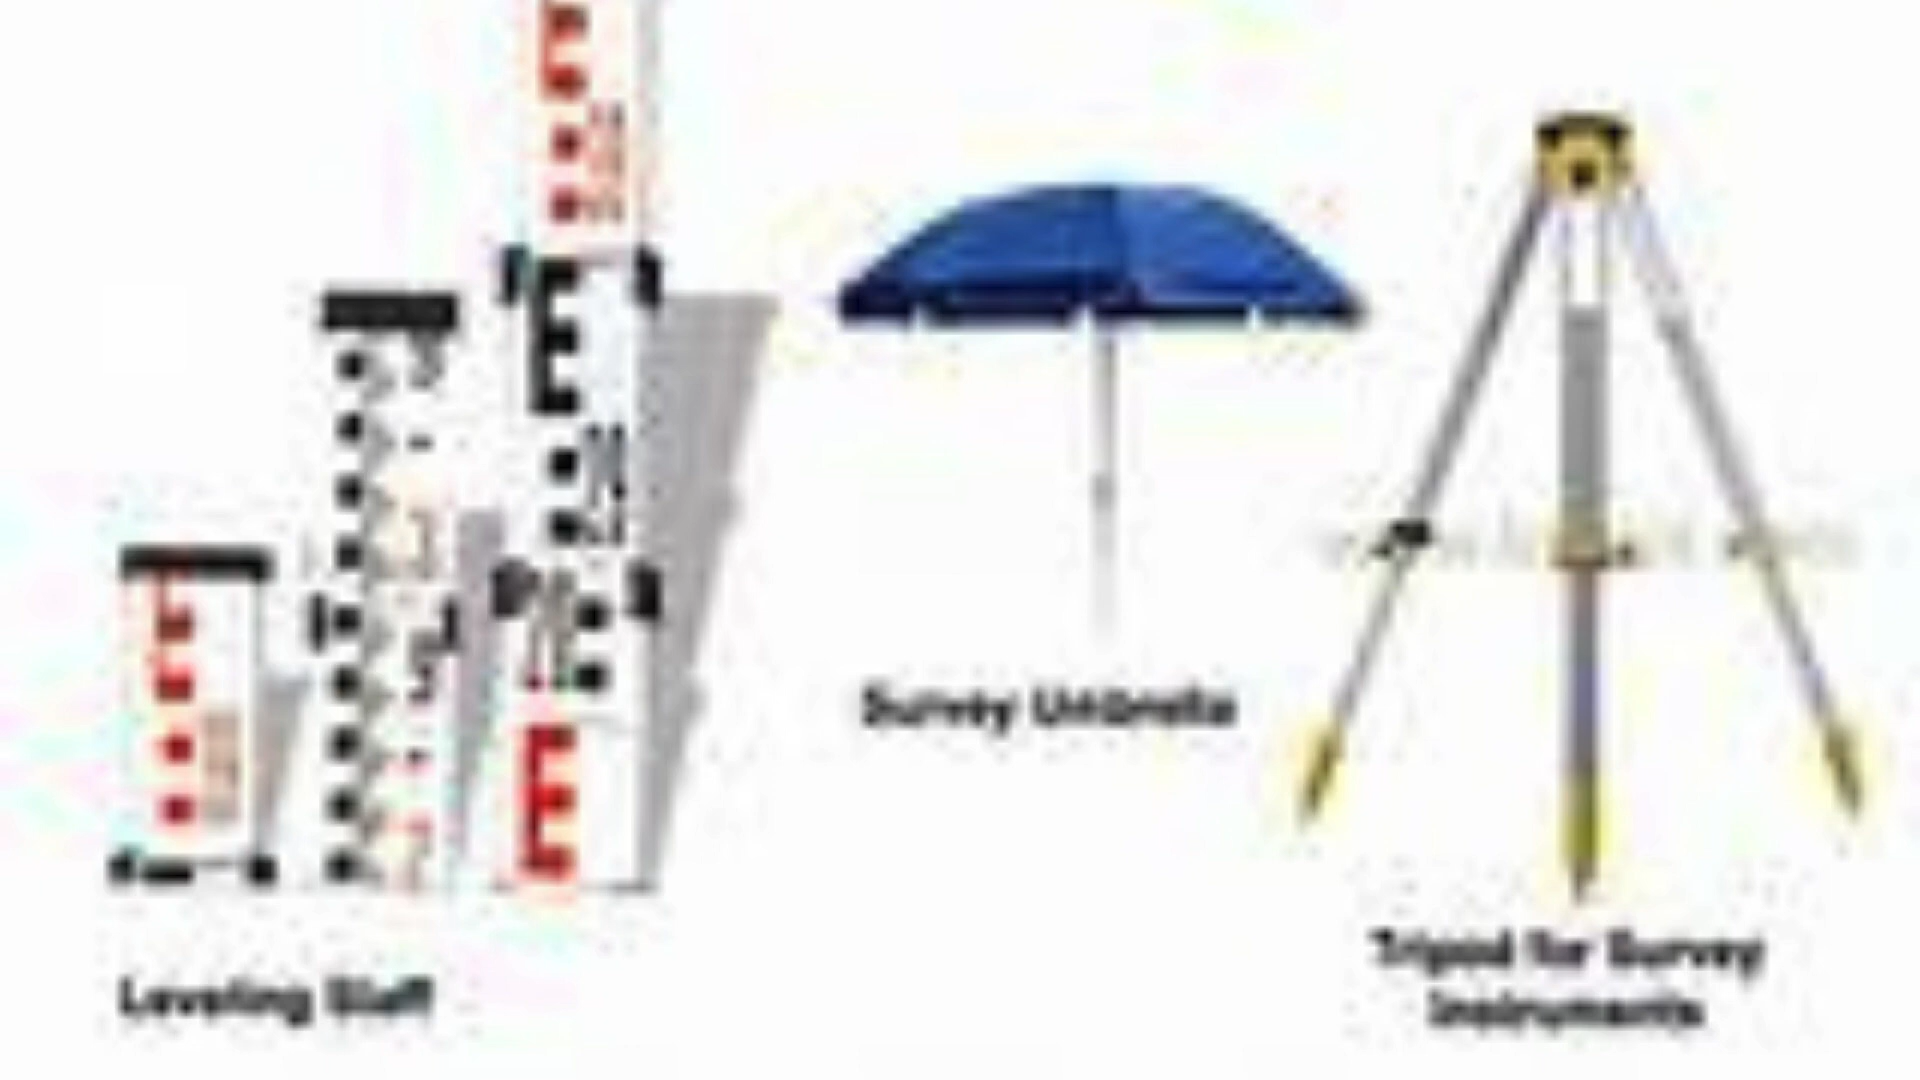 Leveling Staff
Survey Umbrella
Tripod for Survey
Instruments